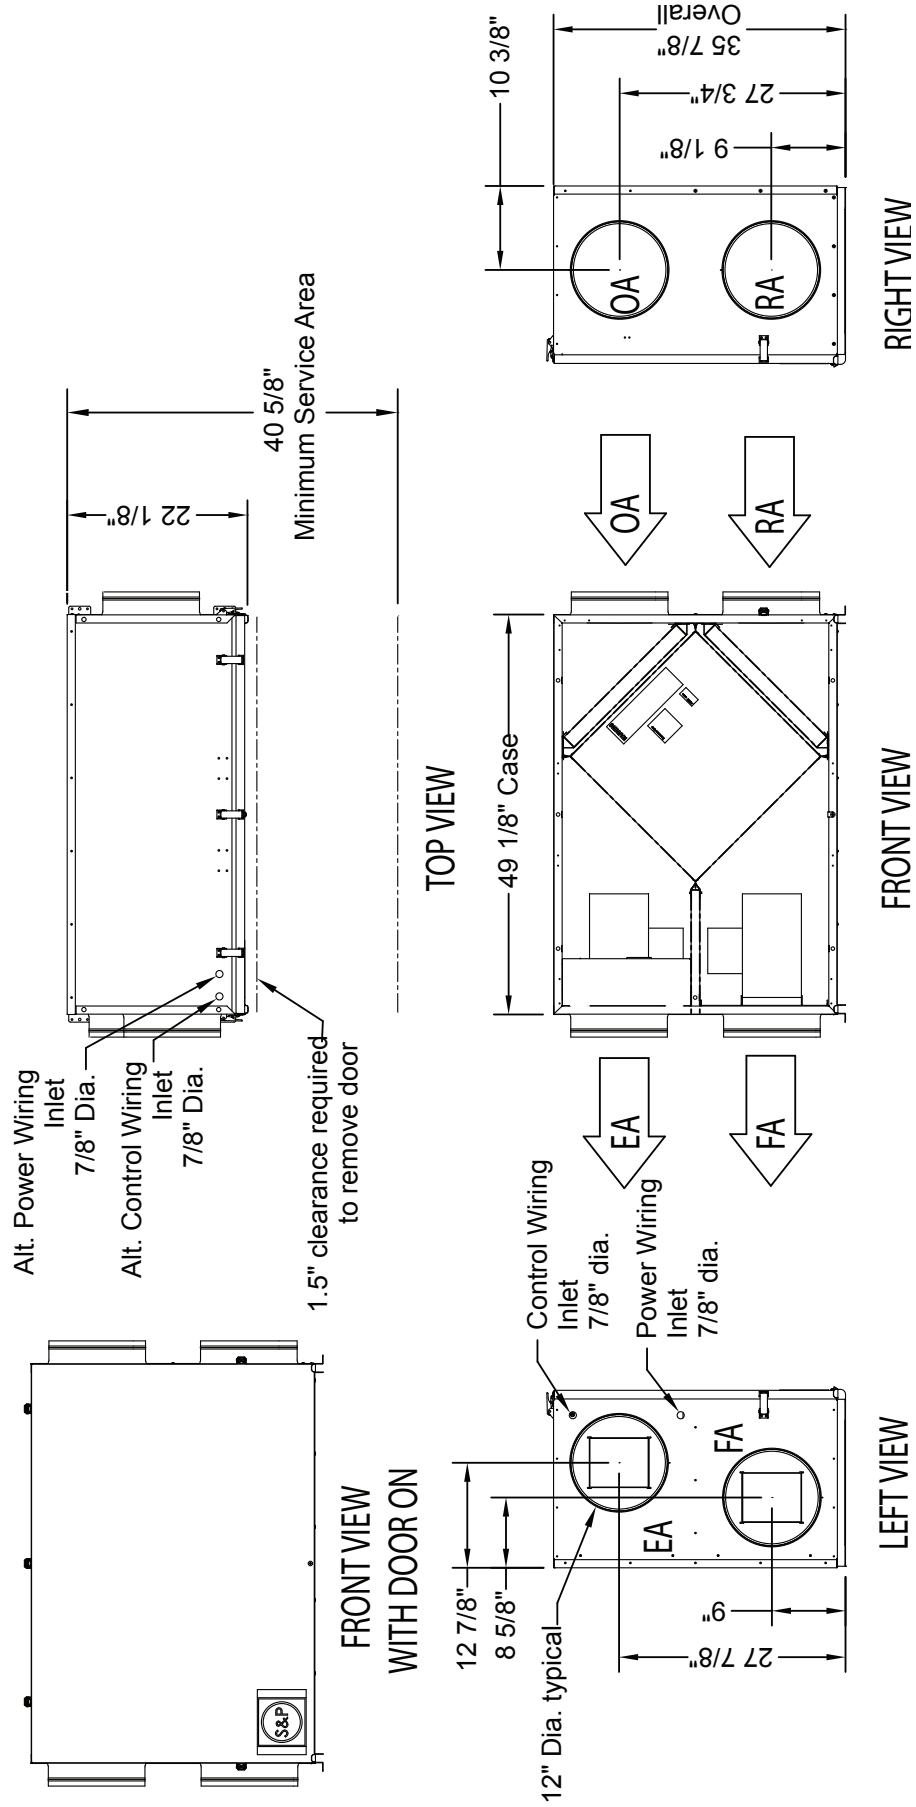 Alt. Power Wiring
Inlet
7/8" Dia.
Alt. Control Wiring
Inlet
7/8" Dia.
1.5" clearance required
to remove door
22 1/8"
40 5/8"
Minimum Service Area
TOP VIEW
S&P
FRONT VIEW
WITH DOOR ON
12 7/8"
8 5/8"
12" Dia. typical
Control Wiring
Inlet
7/8" dia.
Power Wiring
Inlet
7/8" dia.
EA
FA
9"
27 7/8"
LEFT VIEW
EA
FA
49 1/8" Case
OA
RA
FRONT VIEW
10 3/8"
OA
RA
9 1/8"
27 3/4"
35 7/8"
Overall
RIGHT VIEW